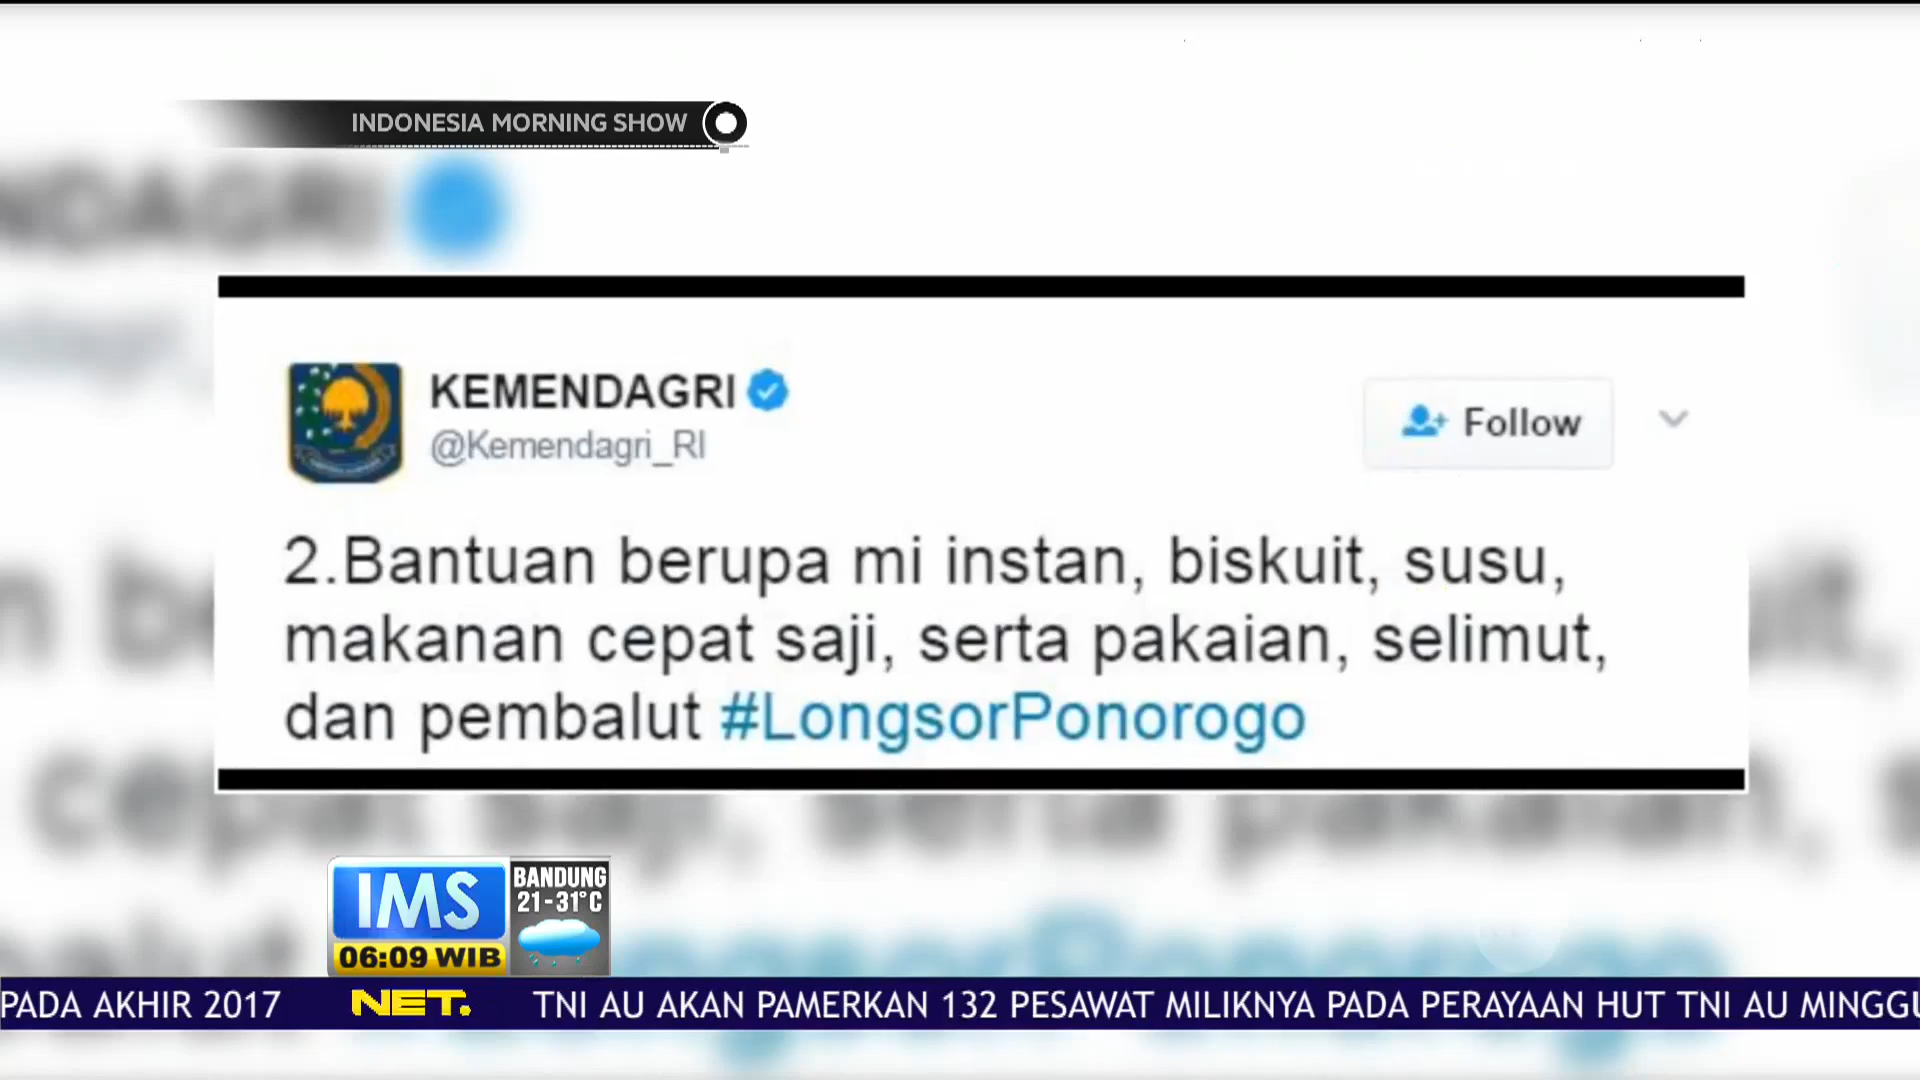 INDONESIA MORNING SHOW
KEMENDAGRI
@Kemendagri_RI
Follow
2.Bantuan berupa mi instan, biskuit, susu,
makanan cepat saji, serta pakaian, selimut,
dan pembalut #LongsorPonorogo
IMS
06:09 WIB
BANDUNG
21-31°C
PADA AKHIR 2017 NET. TNI AU AKAN PAMERKAN 132 PESAWAT MILIKNYA PADA PERAYAAN HUT TNI AU MINGGU